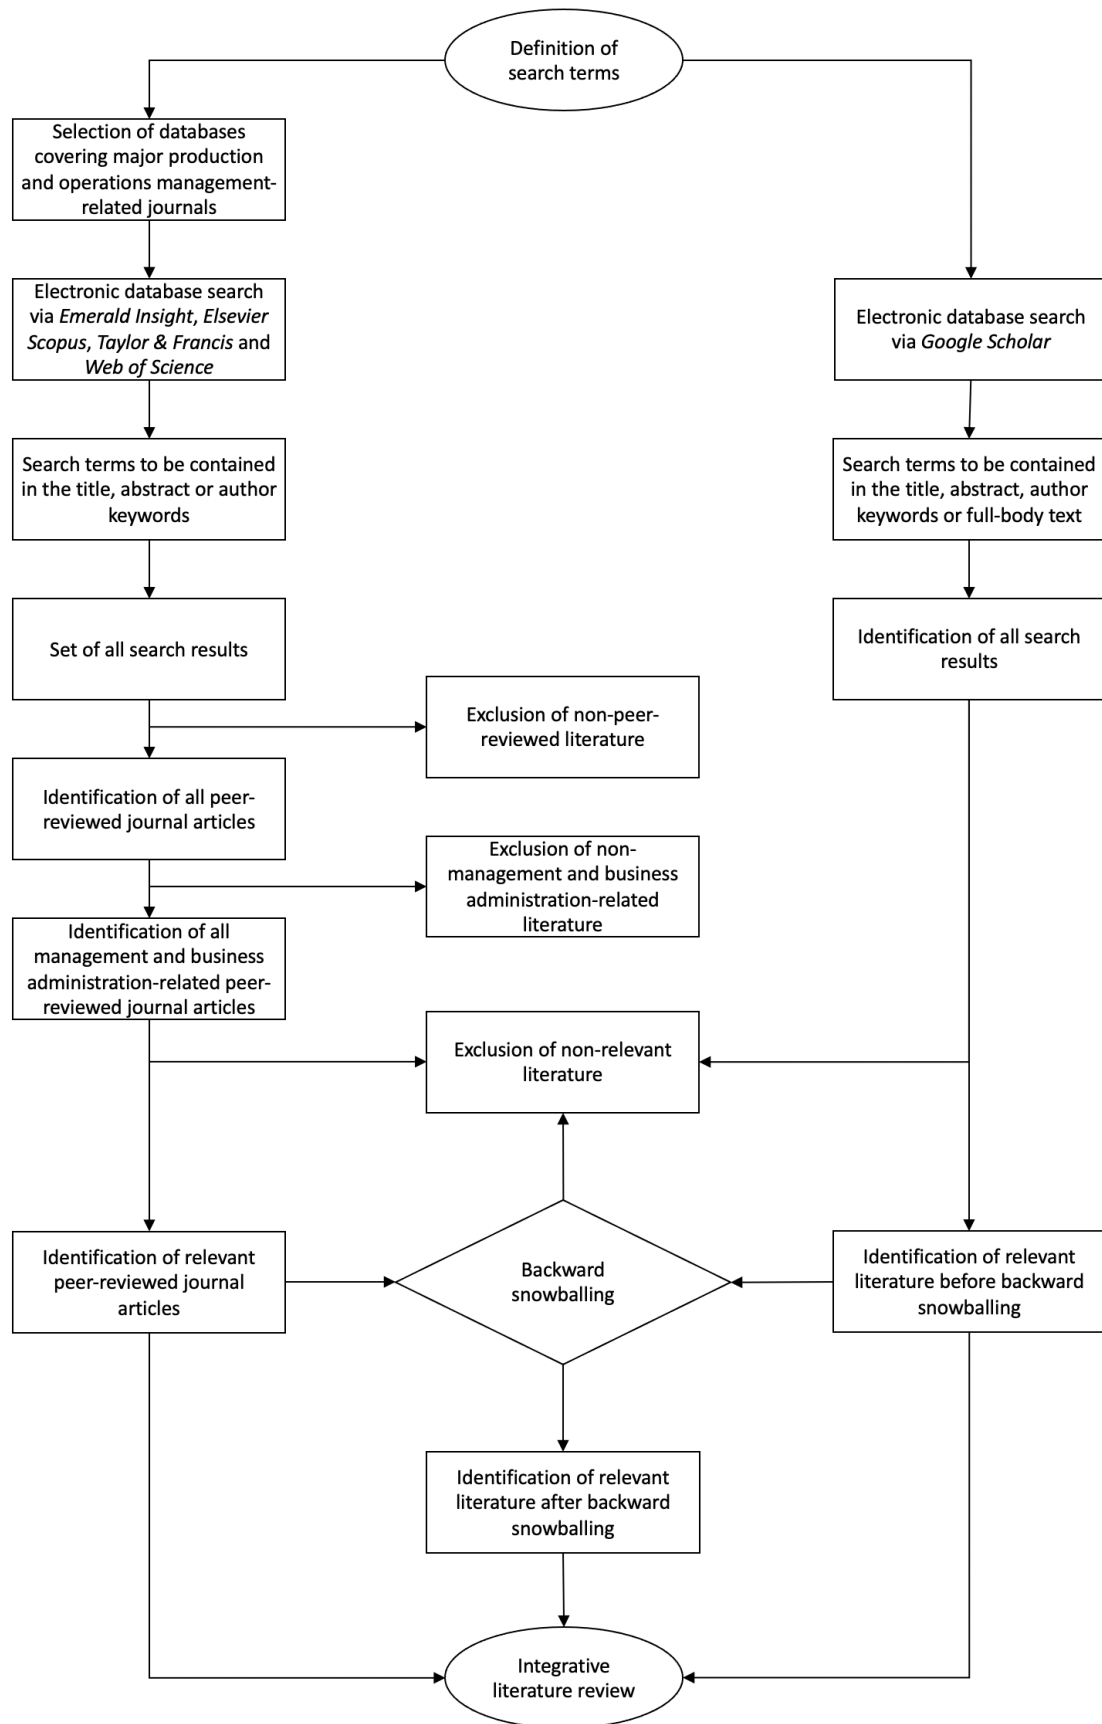 Definition of
search terms
Selection of databases
covering major production
and operations management-
related journals
Electronic database search
via Emerald Insight, Elsevier
Scopus, Taylor & Francis and
Web of Science
Electronic database search
via Google Scholar
Search terms to be contained
in the title, abstract or author
keywords
Search terms to be contained
in the title, abstract, author
keywords or full-body text
Set of all search results
Identification of all search
results
Exclusion of non-peer-
reviewed literature
Identification of all peer-
reviewed journal articles
Exclusion of non-
management and business
administration-related
literature
Identification of all
management and business
administration-related peer-
reviewed journal articles
Exclusion of non-relevant
literature
Identification of relevant
peer-reviewed journal
articles
Backward
snowballing
Identification of relevant
literature before backward
snowballing
Identification of relevant
literature after backward
snowballing
Integrative
literature review